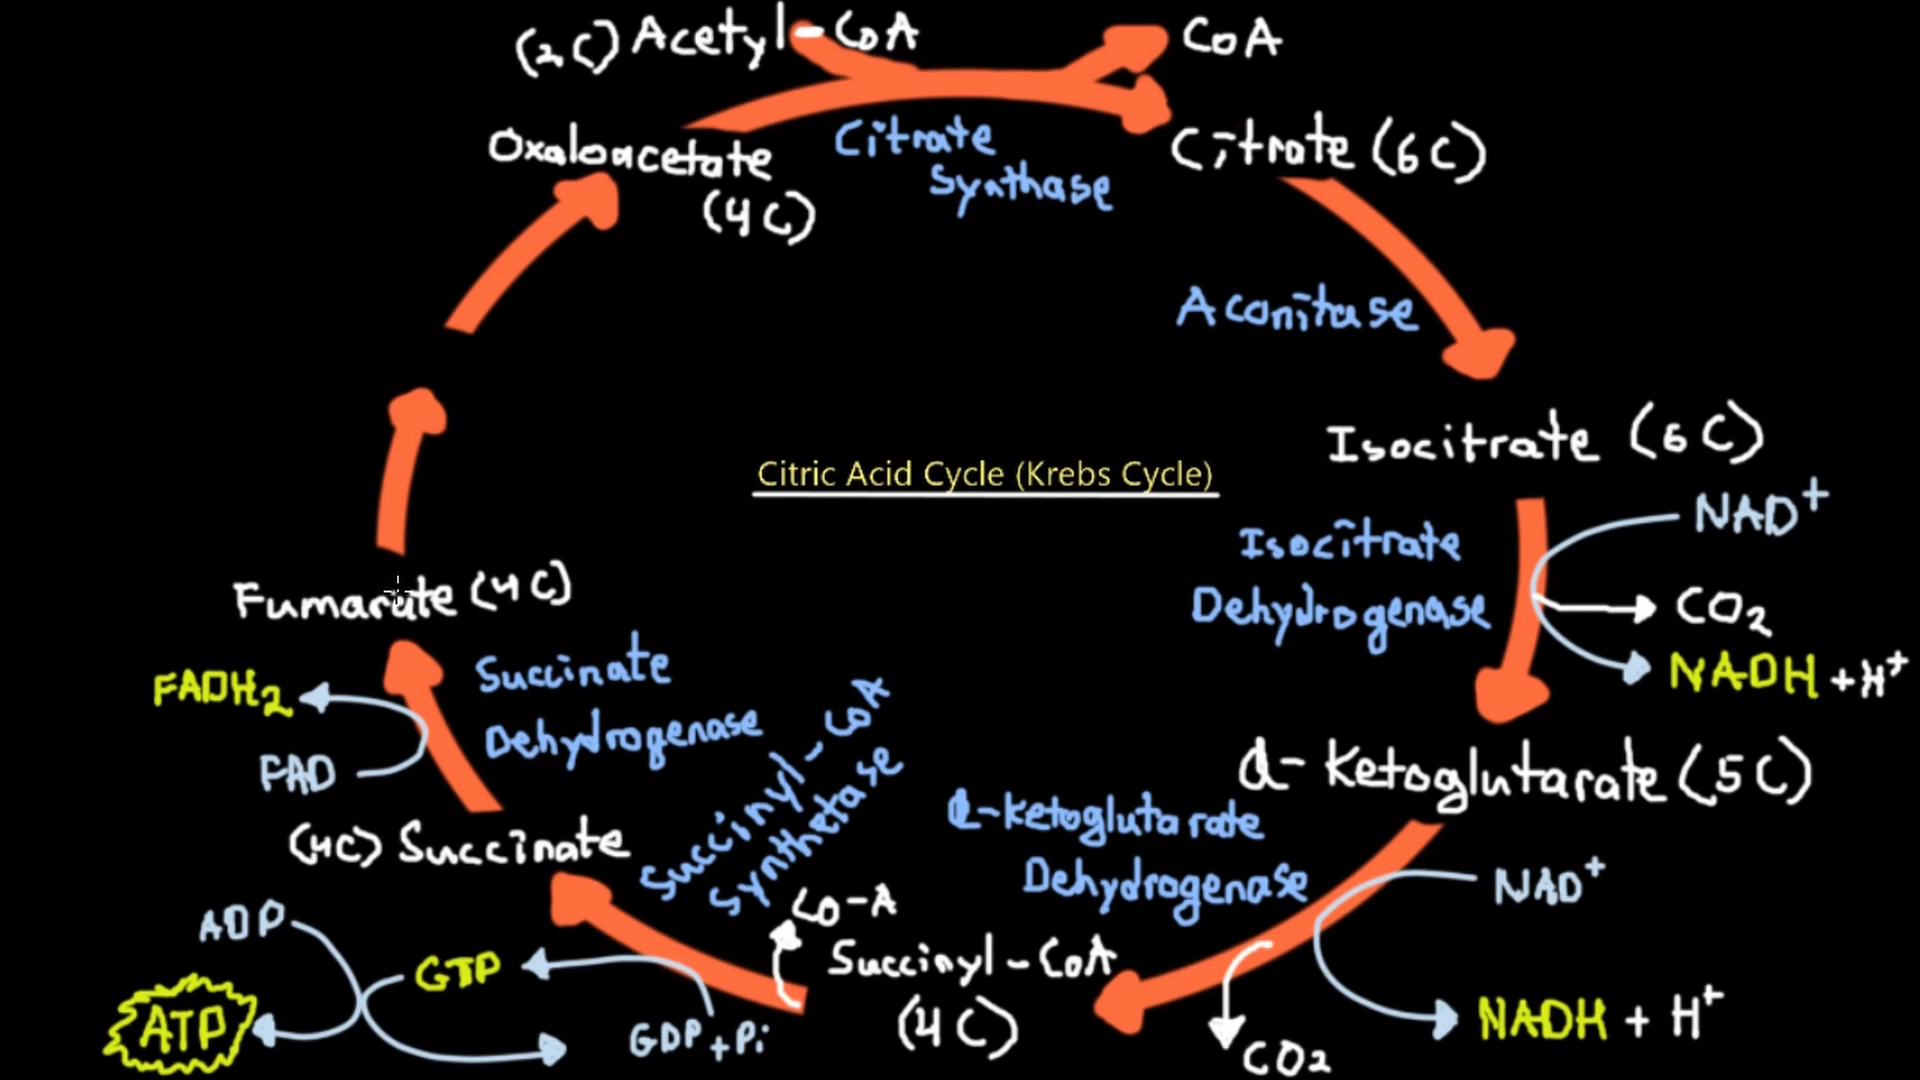 (2C) Acetyl-CoA
CoA
Oxaloacetate
(4C)
Citrate
Synthase
Citrate (6C)
Aconitase
Isocitrate (6C)
Citric Acid Cycle (Krebs Cycle)
NAD+
Isocitrate
Dehydrogenase
CO2
NADH + H+
Fumarate (4C)
FADH2
FAD
Succinate
Dehydrogenase
α-Ketoglutarate (5C)
(4C) Succinate
Succinyl-CoA
Synthetase
α-ketoglutarate
Dehydrogenase
NAD+
CO-A
Succinyl-CoA
(4C)
ADP
GTP
ATP
GDP+Pi
CO2
NADH + H+